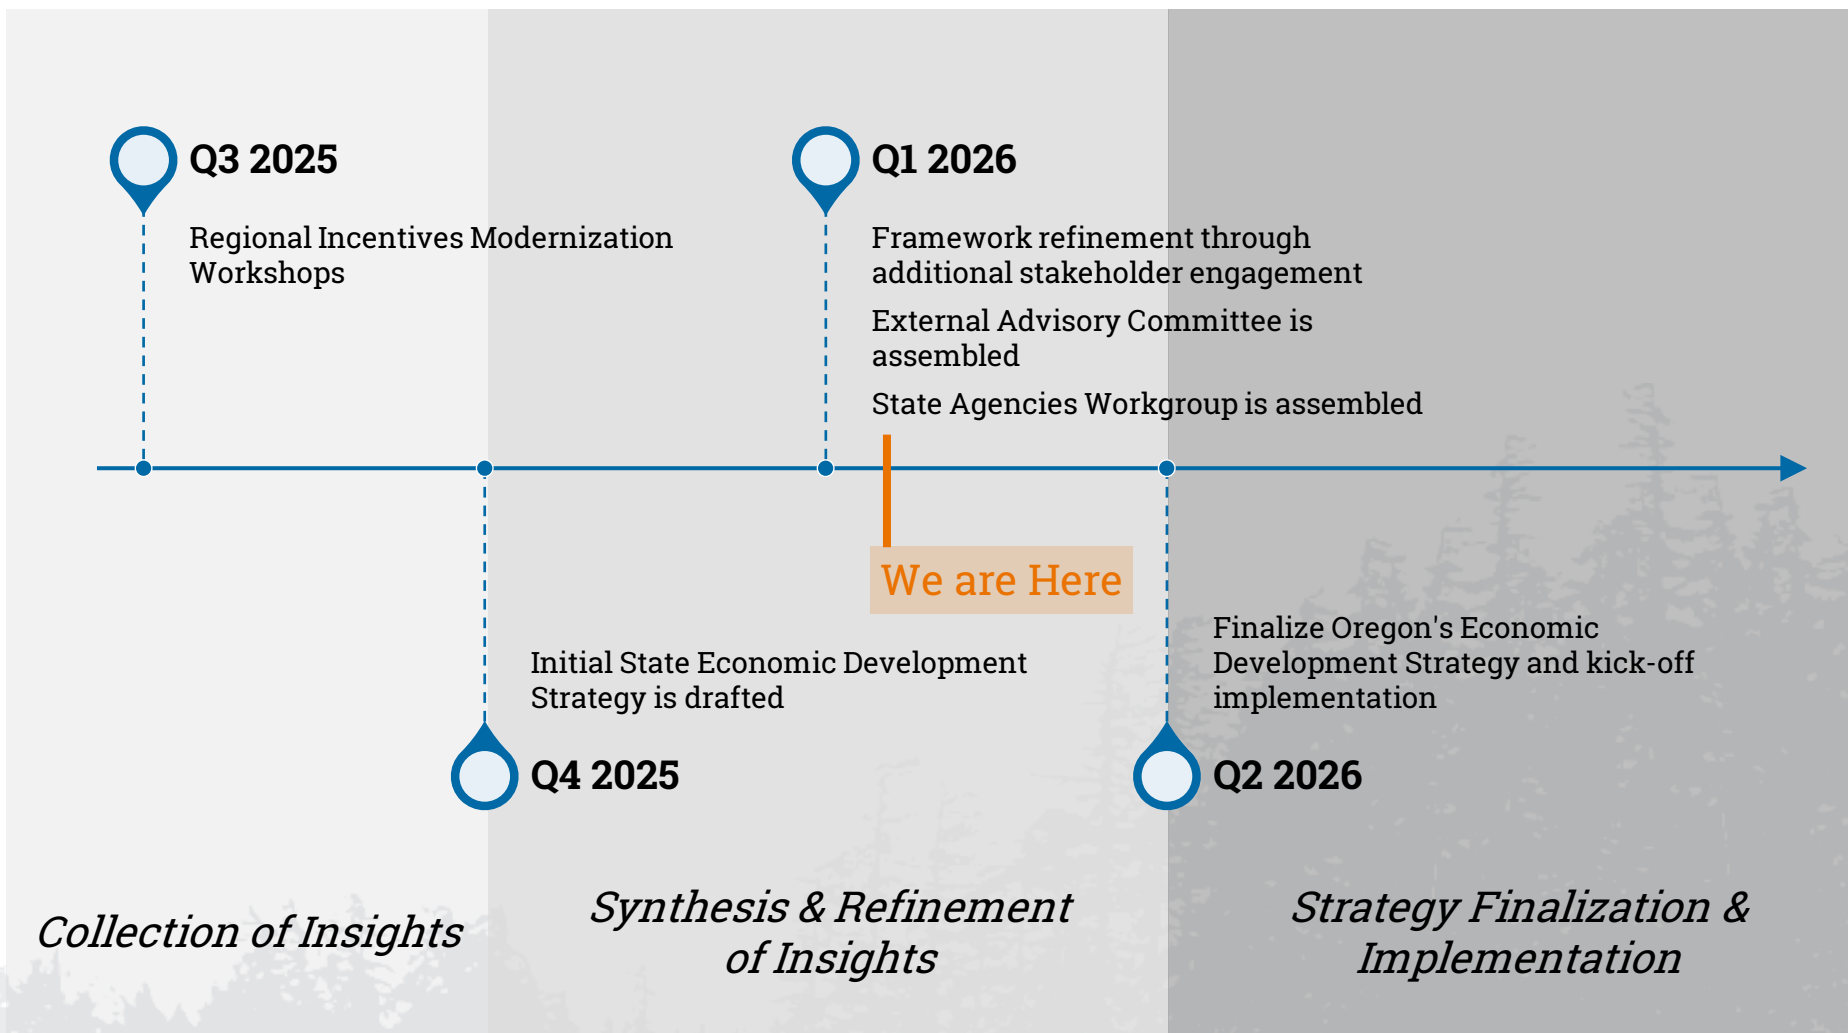 Q3 2025
Regional Incentives Modernization
Workshops
Q1 2026
Framework refinement through
additional stakeholder engagement
External Advisory Committee is
assembled
State Agencies Workgroup is assembled
We are Here
Initial State Economic Development
Strategy is drafted
Q4 2025
Finalize Oregon's Economic
Development Strategy and kick-off
implementation
Q2 2026
Collection of Insights
Synthesis & Refinement
of Insights
Strategy Finalization &
Implementation